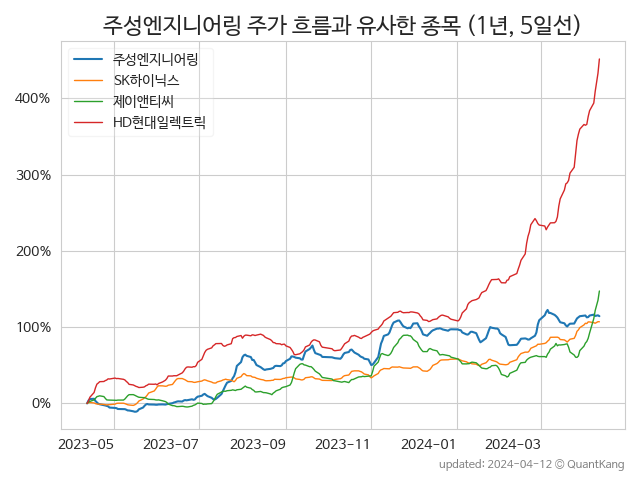 주성엔지니어링 주가 흐름과 유사한 종목 (1년, 5일선)
주성엔지니어링
SK하이닉스
제이앤티씨
HD현대일렉트릭
400%
300%
200%
100%
0%
2023-05 2023-07 2023-09 2023-11 2024-01 2024-03
updated: 2024-04-12 © QuantKang